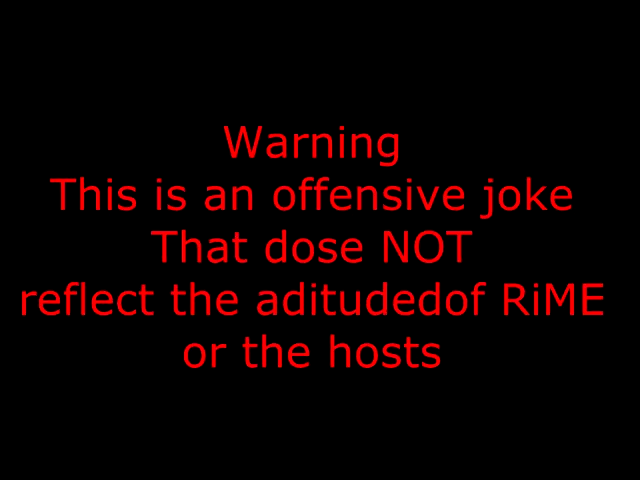 Warning
This is an offensive joke
That dose NOT
reflect the aditudedof RiME
or the hosts